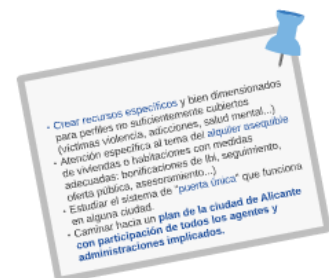 · Crear recursos específicos y bien dimensionados
para perfiles no suficientemente cubiertos
(víctimas violencia, adicciones, salud mental...)
· Atención específica al tema del alquiler asequible
de viviendas o habitaciones con medidas
adecuadas: bonificaciones de Ibi, seguimiento,
oferta pública, asesoramiento...)
· Estudiar el sistema de "puerta única" que funciona
en alguna ciudad.
· Caminar hacia un plan de la ciudad de Alicante
con participación de todos los agentes y
administraciones implicados.